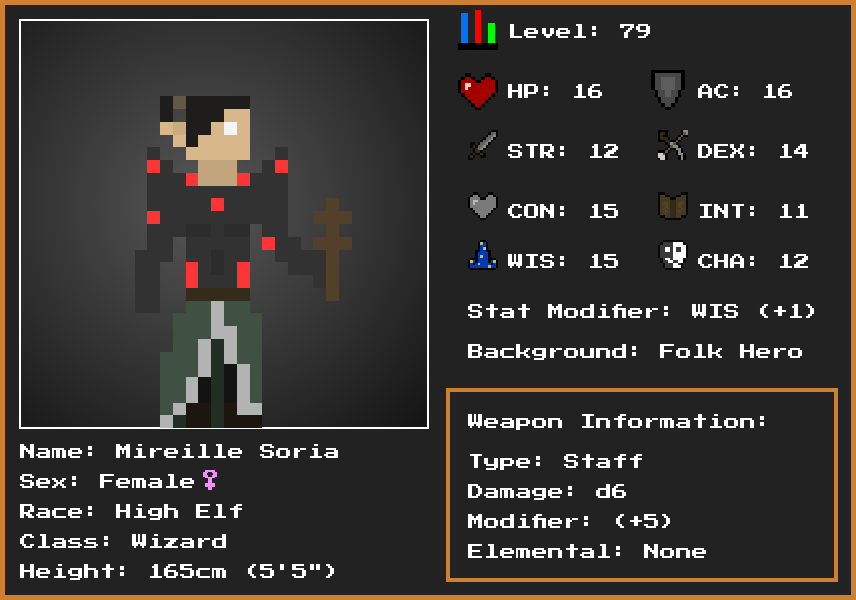 Level: 79
HP: 16 AC: 16
STR: 12 DEX: 14
CON: 15 INT: 11
WIS: 15 CHA: 12
Stat Modifier: WIS (+1)
Background: Folk Hero
Weapon Information:
Type: Staff
Damage: d6
Modifier: (+5)
Elemental: None
Name: Mireille Soria
Sex: Female♀
Race: High Elf
Class: Wizard
Height: 165cm (5'5")